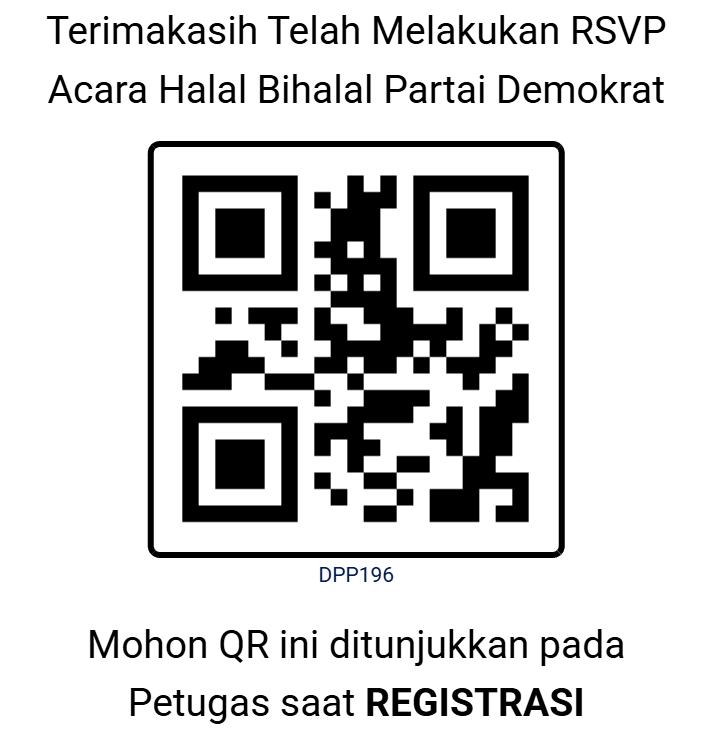 Terimakasih Telah Melakukan RSVP
Acara Halal Bihalal Partai Demokrat
DPP196
Mohon QR ini ditunjukkan pada
Petugas saat REGISTRASI